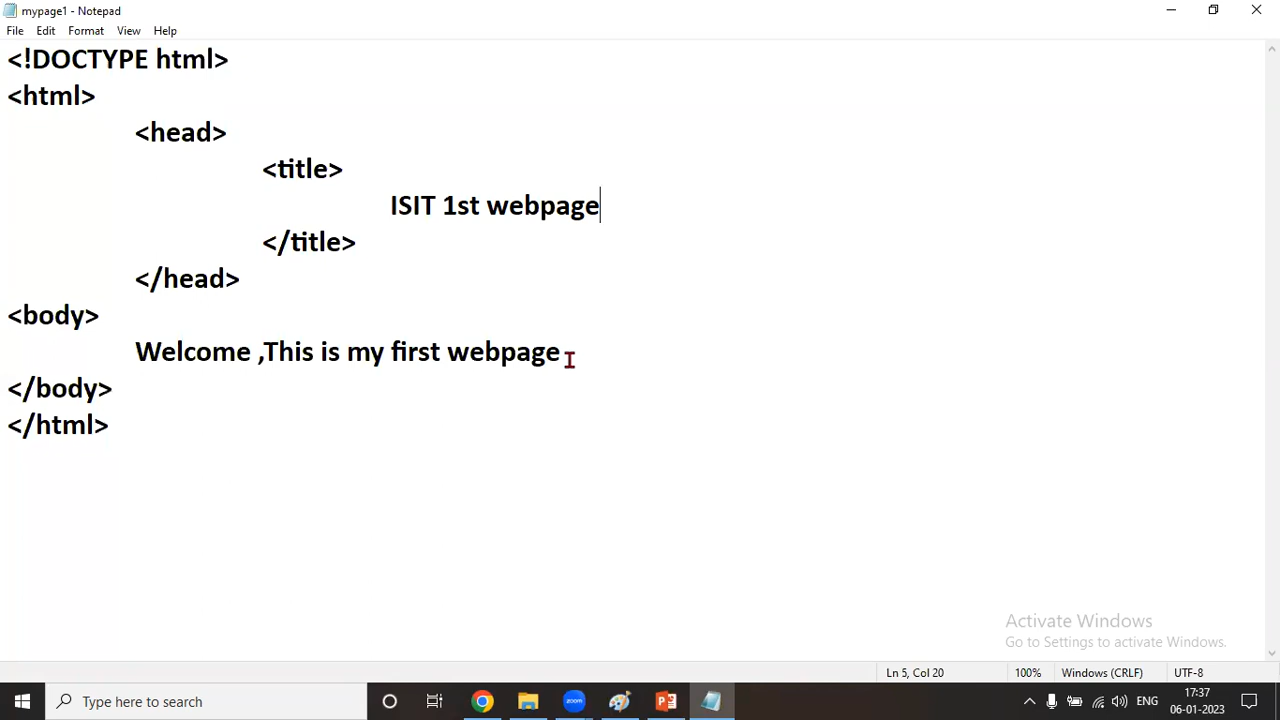 mypage1 - Notepad
File Edit Format View Help
<!DOCTYPE html>
<html>
<head>
<title>
ISIT 1st webpage
</title>
</head>
<body>
Welcome ,This is my first webpage
</body>
</html>
Activate Windows
Go to Settings to activate Windows.
Ln 5, Col 20 100% Windows (CRLF) UTF-8
Type here to search zoom ENG 17:37
06-01-2023